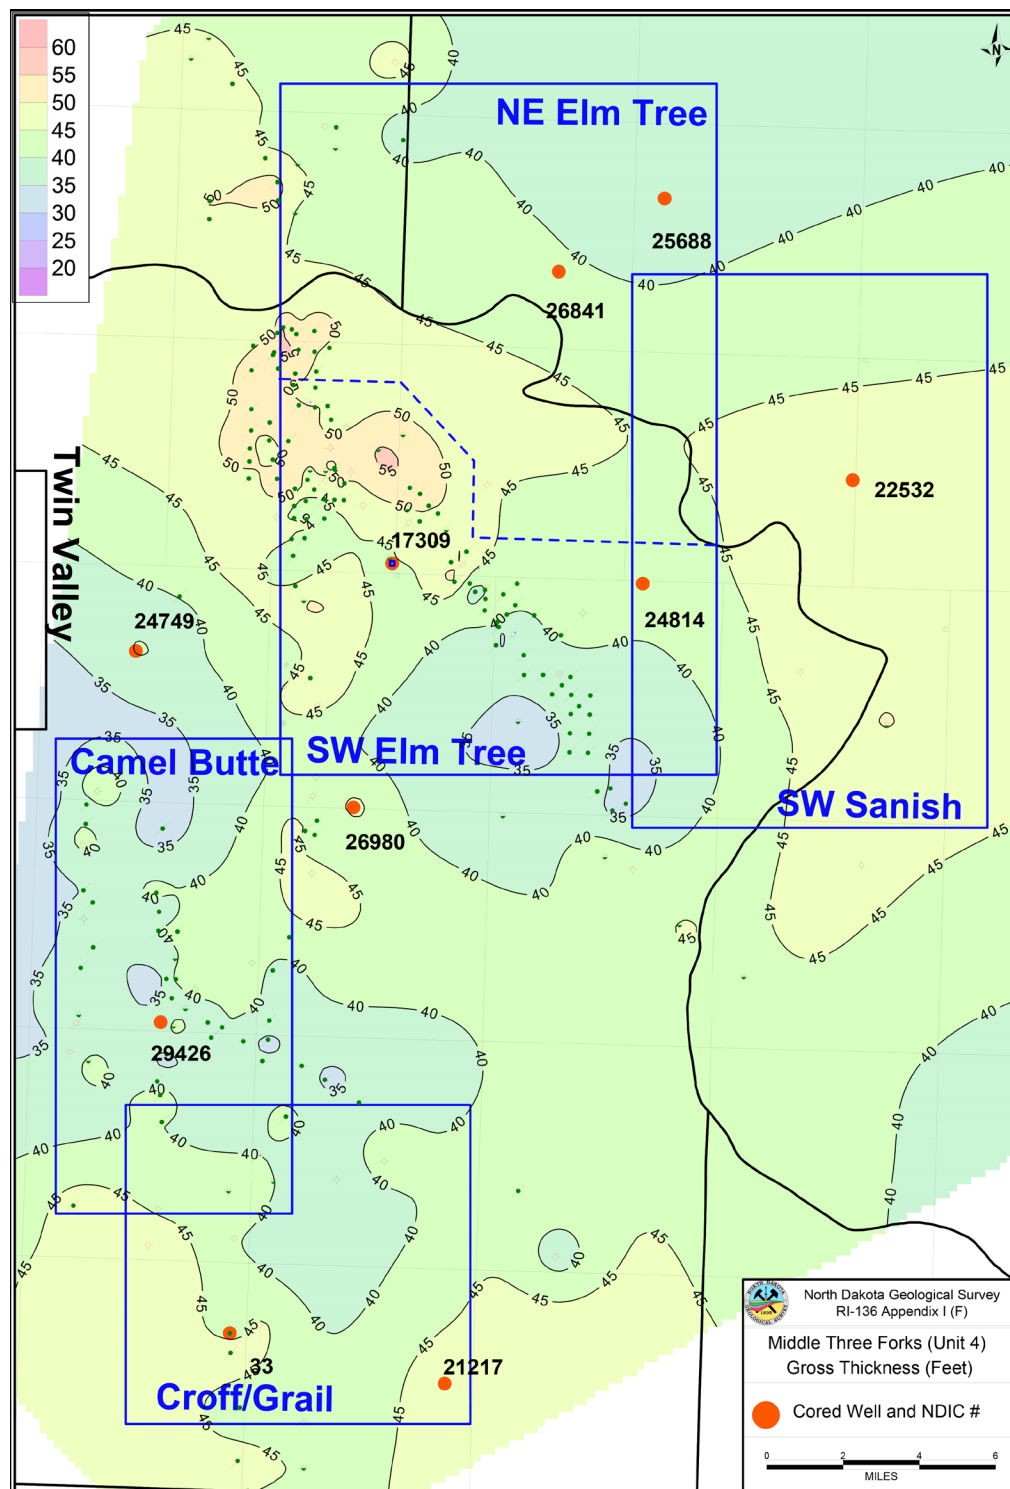 60
55
50
45
40
35
30
25
20
N
NE Elm Tree
25688
26841
22532
Twin Valley
17309
24749
24814
Camel Butte
SW Elm Tree
SW Sanish
26980
29426
33
21217
Croff/Grail
North Dakota Geological Survey
RI-136 Appendix I (F)
Middle Three Forks (Unit 4)
Gross Thickness (Feet)
Cored Well and NDIC #
0 2 4 6
MILES